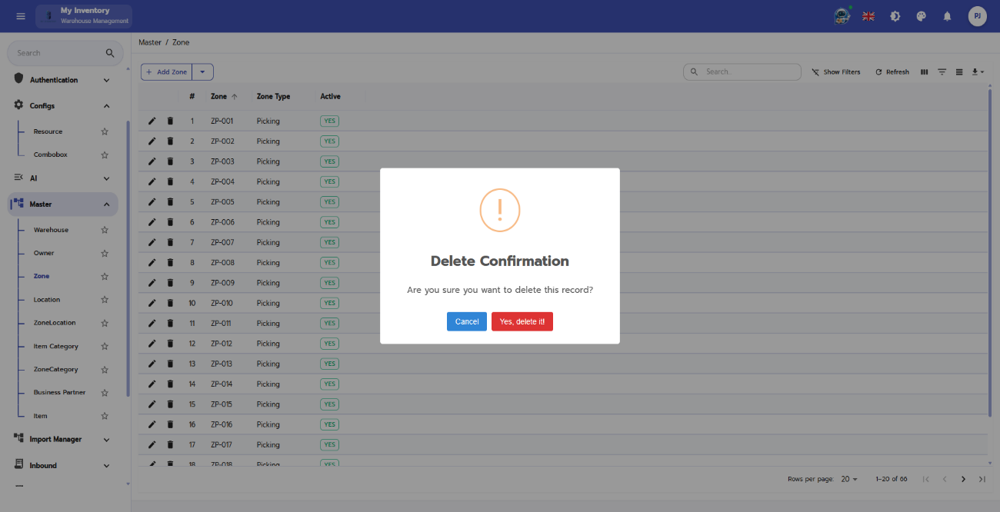 My Inventory
Warehouse Management
PJ
Search
Authentication
Configs
Resource
Combobox
AI
Master
Warehouse
Owner
Zone
Location
ZoneLocation
Item Category
ZoneCategory
Business Partner
Item
Import Manager
Inbound
Master / Zone
+ Add Zone
Search..
Show Filters
Refresh
# Zone Zone Type Active
1 ZP-001 Picking YES
2 ZP-002 Picking YES
3 ZP-003 Picking YES
4 ZP-004 Picking YES
5 ZP-005 Picking YES
6 ZP-006 Picking YES
7 ZP-007 Picking YES
8 ZP-008 Picking YES
9 ZP-009 Picking YES
10 ZP-010 Picking YES
11 ZP-011 Picking YES
12 ZP-012 Picking YES
13 ZP-013 Picking YES
14 ZP-014 Picking YES
15 ZP-015 Picking YES
16 ZP-016 Picking YES
17 ZP-017 Picking YES
18 ZP-018 Picking YES
Rows per page: 20 1–20 of 66
!
Delete Confirmation
Are you sure you want to delete this record?
Cancel
Yes, delete it!